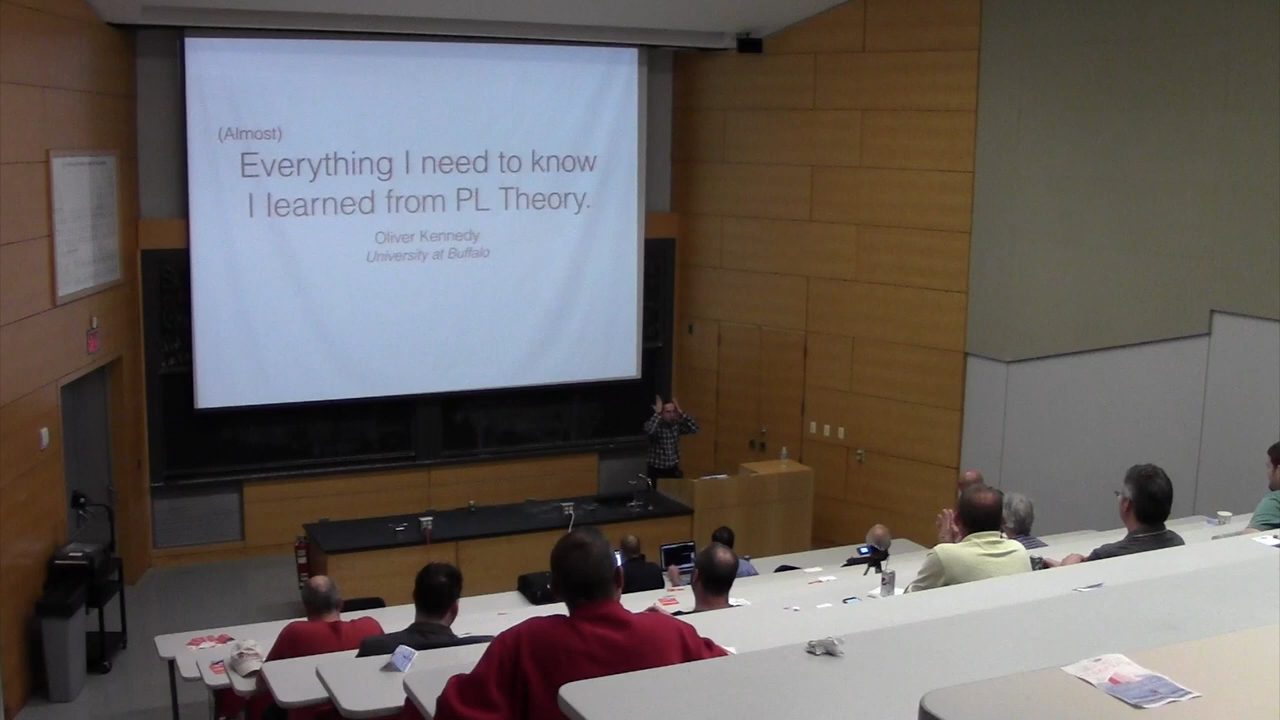 (Almost)
Everything I need to know
I learned from PL Theory.
Oliver Kennedy
University at Buffalo